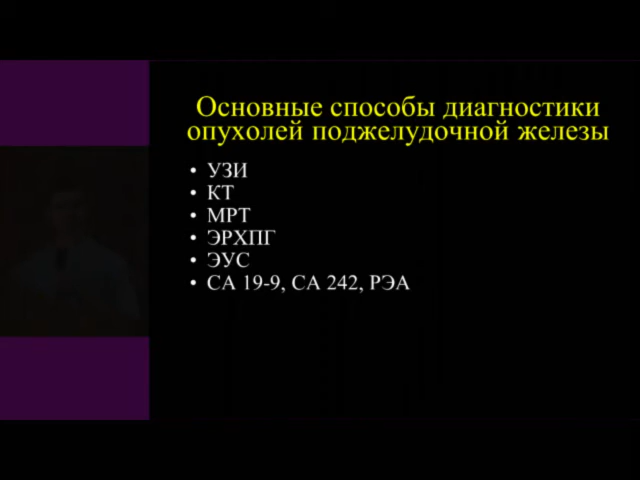 Основные способы диагностики
опухолей поджелудочной железы
• УЗИ
• КТ
• МРТ
• ЭРХПГ
• ЭУС
• СА 19-9, СА 242, РЭА